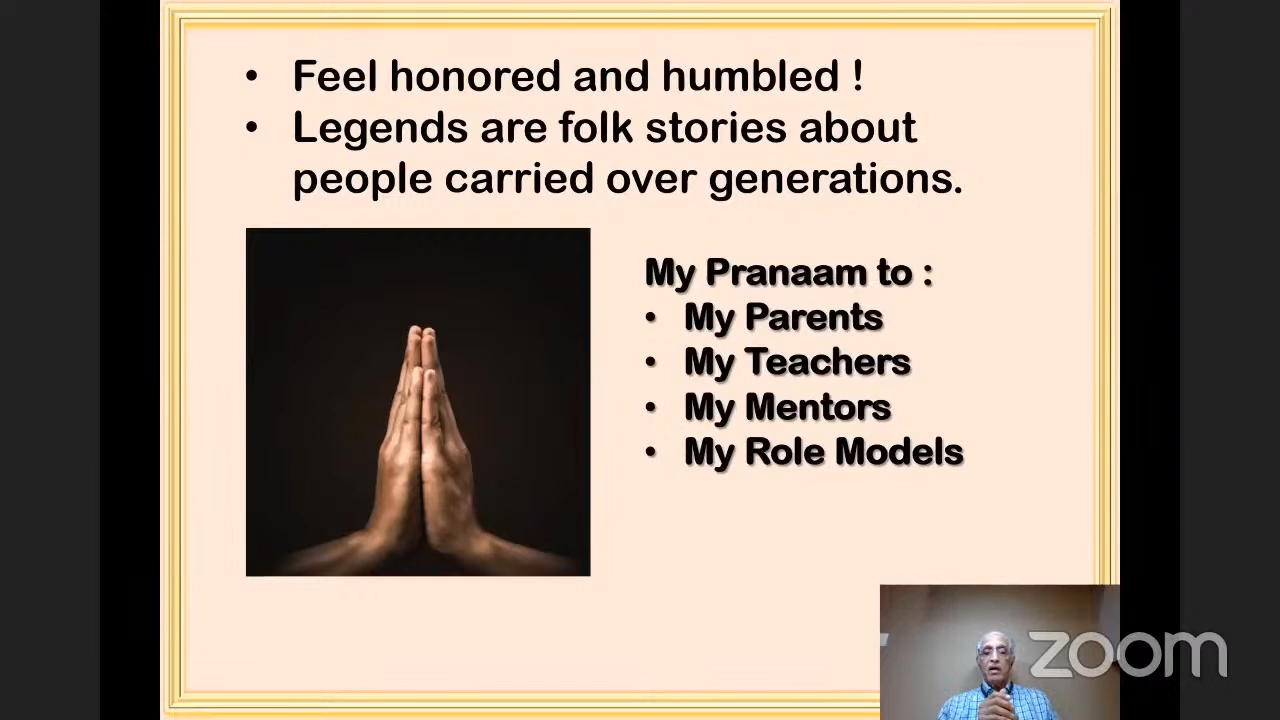 • Feel honored and humbled !
• Legends are folk stories about
people carried over generations.
My Pranaam to :
• My Parents
• My Teachers
• My Mentors
• My Role Models
zoom